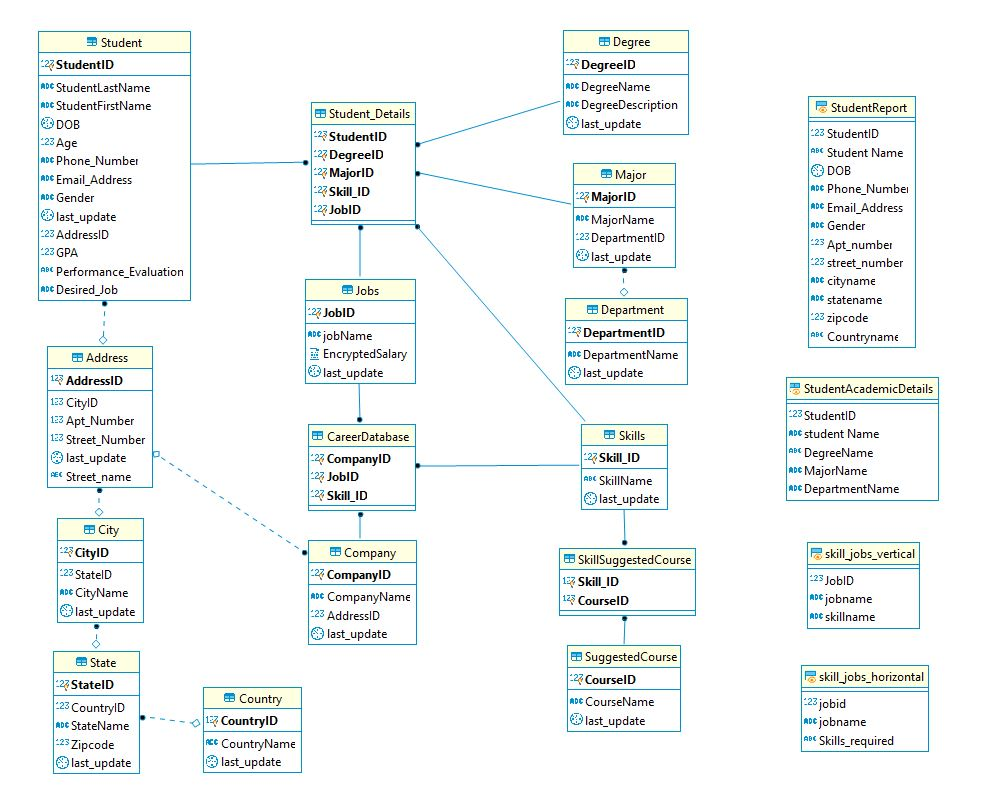 Student
StudentID
StudentLastName
StudentFirstName
DOB
Age
Phone_Number
Email_Address
Gender
last_update
AddressID
GPA
Performance_Evaluation
Desired_Job
Address
AddressID
CityID
Apt_Number
Street_Number
last_update
Street_name
City
CityID
StateID
CityName
last_update
State
StateID
CountryID
StateName
Zipcode
last_update
Country
CountryID
CountryName
last_update
Student_Details
StudentID
DegreeID
MajorID
Skill_ID
JobID
Jobs
JobID
jobName
EncryptedSalary
last_update
CareerDatabase
CompanyID
JobID
Skill_ID
Company
CompanyID
CompanyName
AddressID
last_update
Degree
DegreeID
DegreeName
DegreeDescription
last_update
Major
MajorID
MajorName
DepartmentID
last_update
Department
DepartmentID
DepartmentName
last_update
Skills
Skill_ID
SkillName
last_update
SkillSuggestedCourse
Skill_ID
CourseID
SuggestedCourse
CourseID
CourseName
last_update
StudentReport
StudentID
Student Name
DOB
Phone_Number
Email_Address
Gender
Apt_number
street_number
cityname
statename
zipcode
Countryname
StudentAcademicDetails
StudentID
student Name
DegreeName
MajorName
DepartmentName
skill_jobs_vertical
JobID
jobname
skillname
skill_jobs_horizontal
jobid
jobname
Skills_required